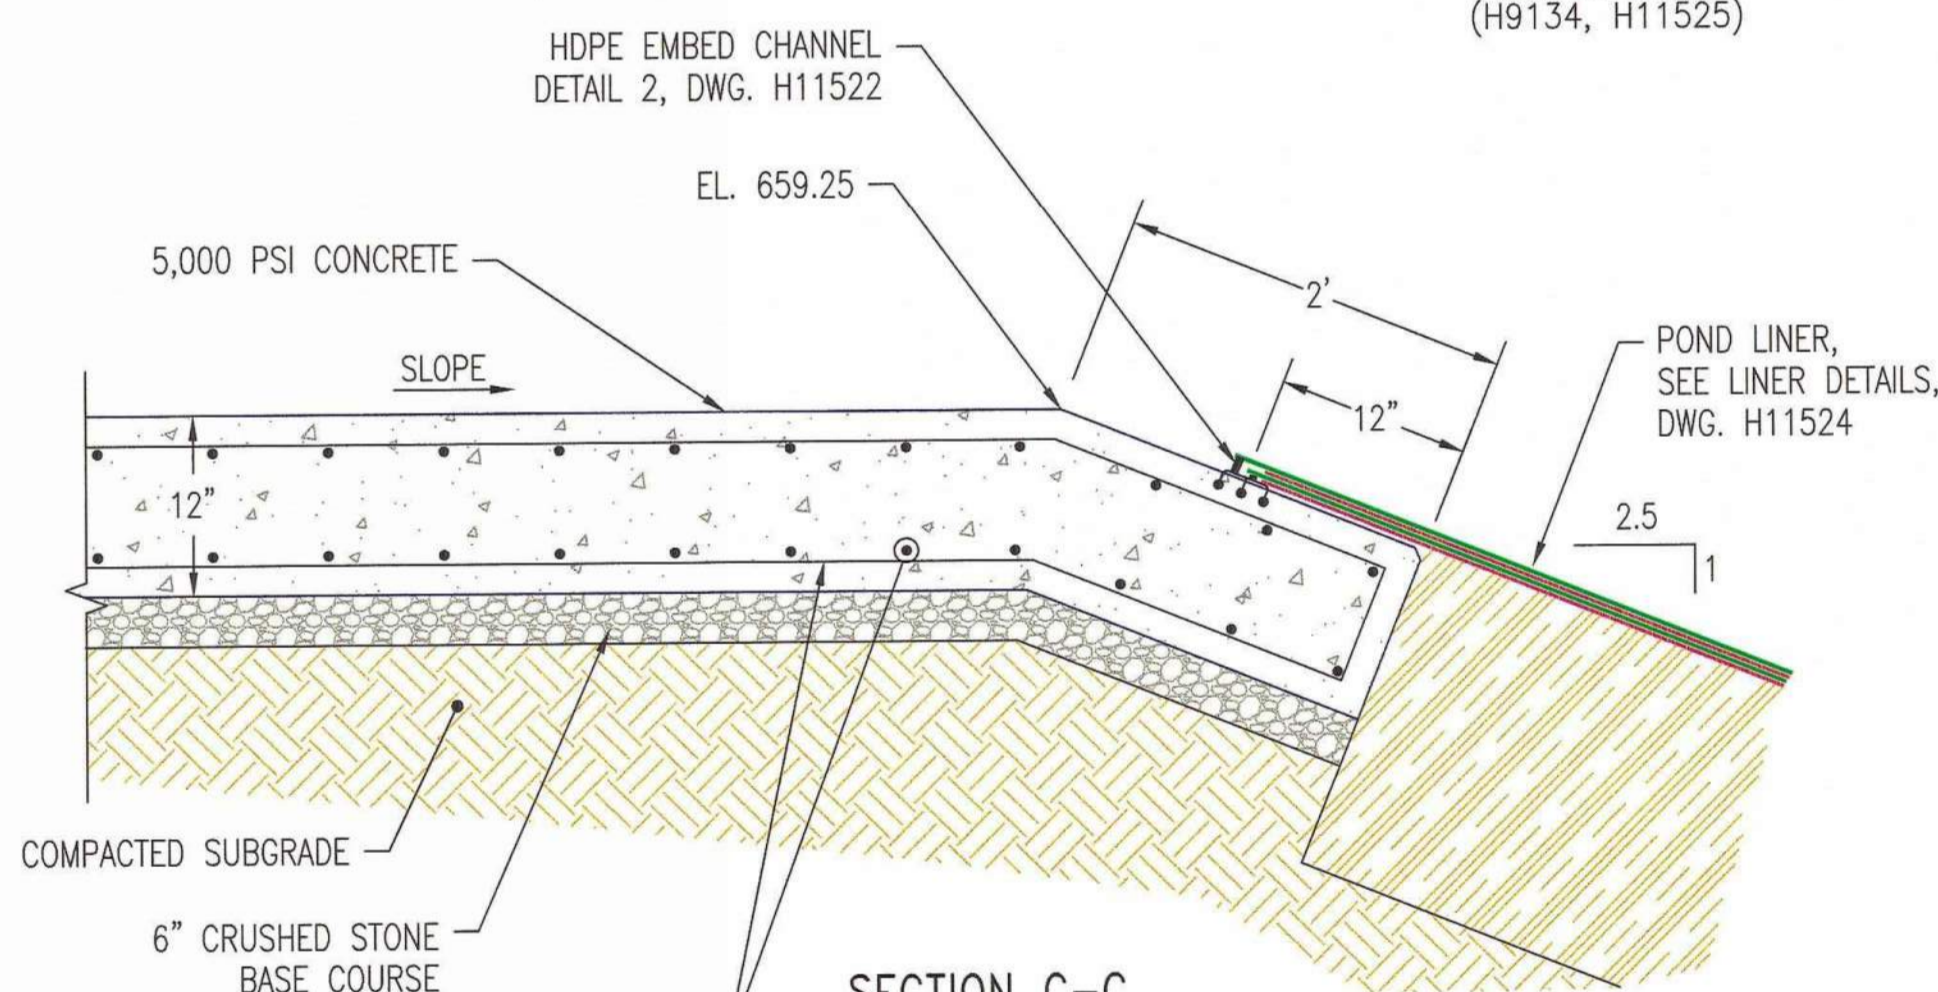 (H9134, H11525)
HDPE EMBED CHANNEL
DETAIL 2, DWG. H11522
EL. 659.25
5,000 PSI CONCRETE
2'
SLOPE
12"
POND LINER,
SEE LINER DETAILS,
DWG. H11524
12"
2.5
1
COMPACTED SUBGRADE
6" CRUSHED STONE
BASE COURSE
SECTION C-C